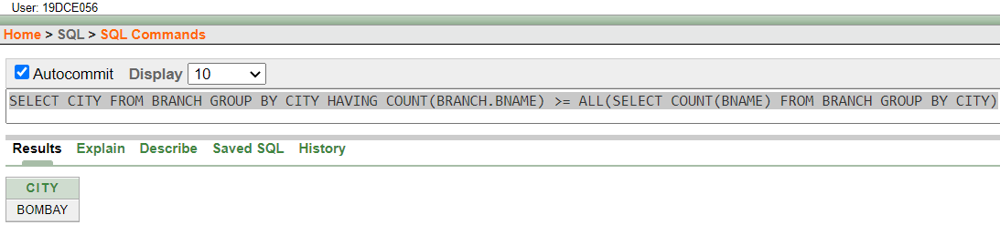 User: 19DCE056
Home > SQL > SQL Commands
Autocommit Display 10
SELECT CITY FROM BRANCH GROUP BY CITY HAVING COUNT(BRANCH.BNAME) >= ALL(SELECT COUNT(BNAME) FROM BRANCH GROUP BY CITY)
Results Explain Describe Saved SQL History
CITY
BOMBAY